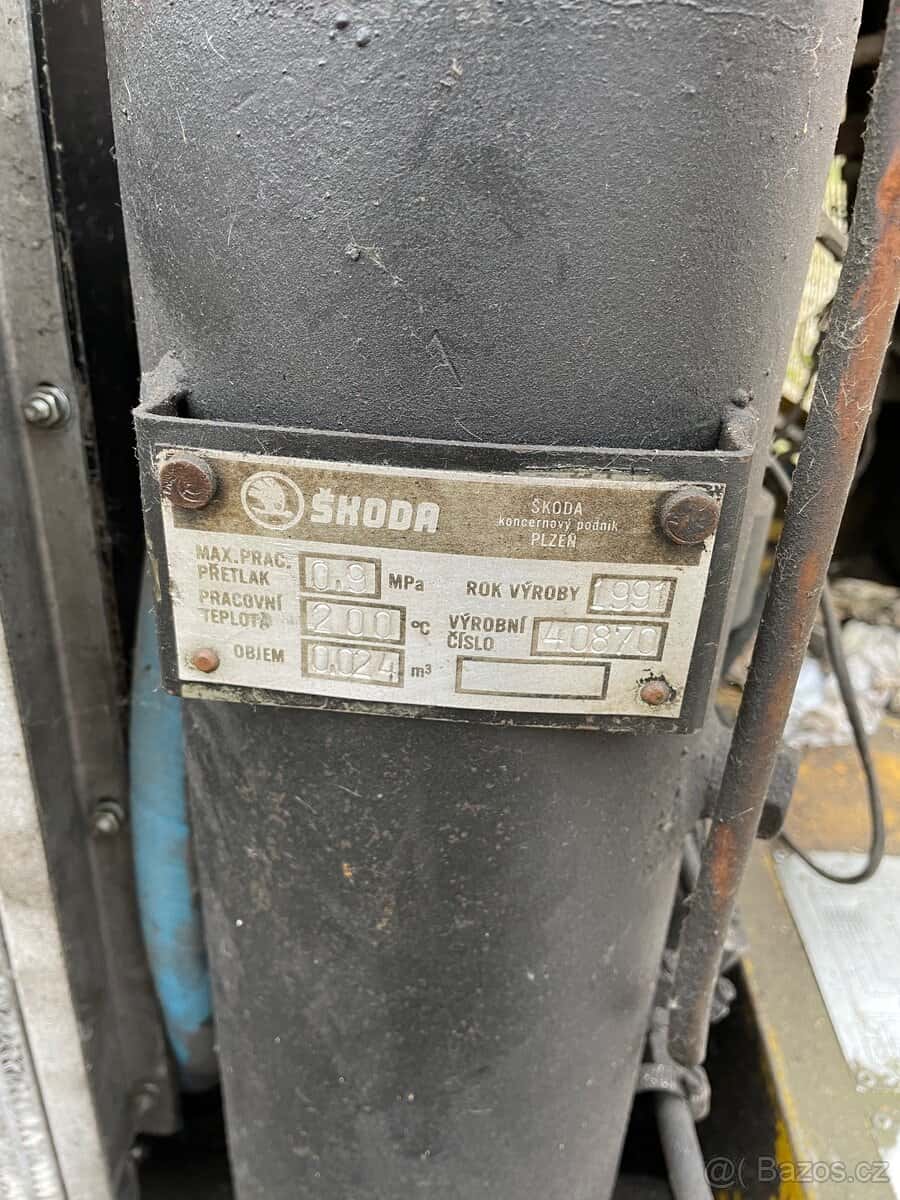 ŠKODA
ŠKODA
koncernový podnik
PLZEŇ
MAX. PRAC.
PŘETLAK 0,9 MPa
PRACOVNÍ
TEPLOTA 200 °C
OBJEM 0.024 m³
ROK VÝROBY 1991
VÝROBNÍ
ČÍSLO 40870
@( Bazos.cz